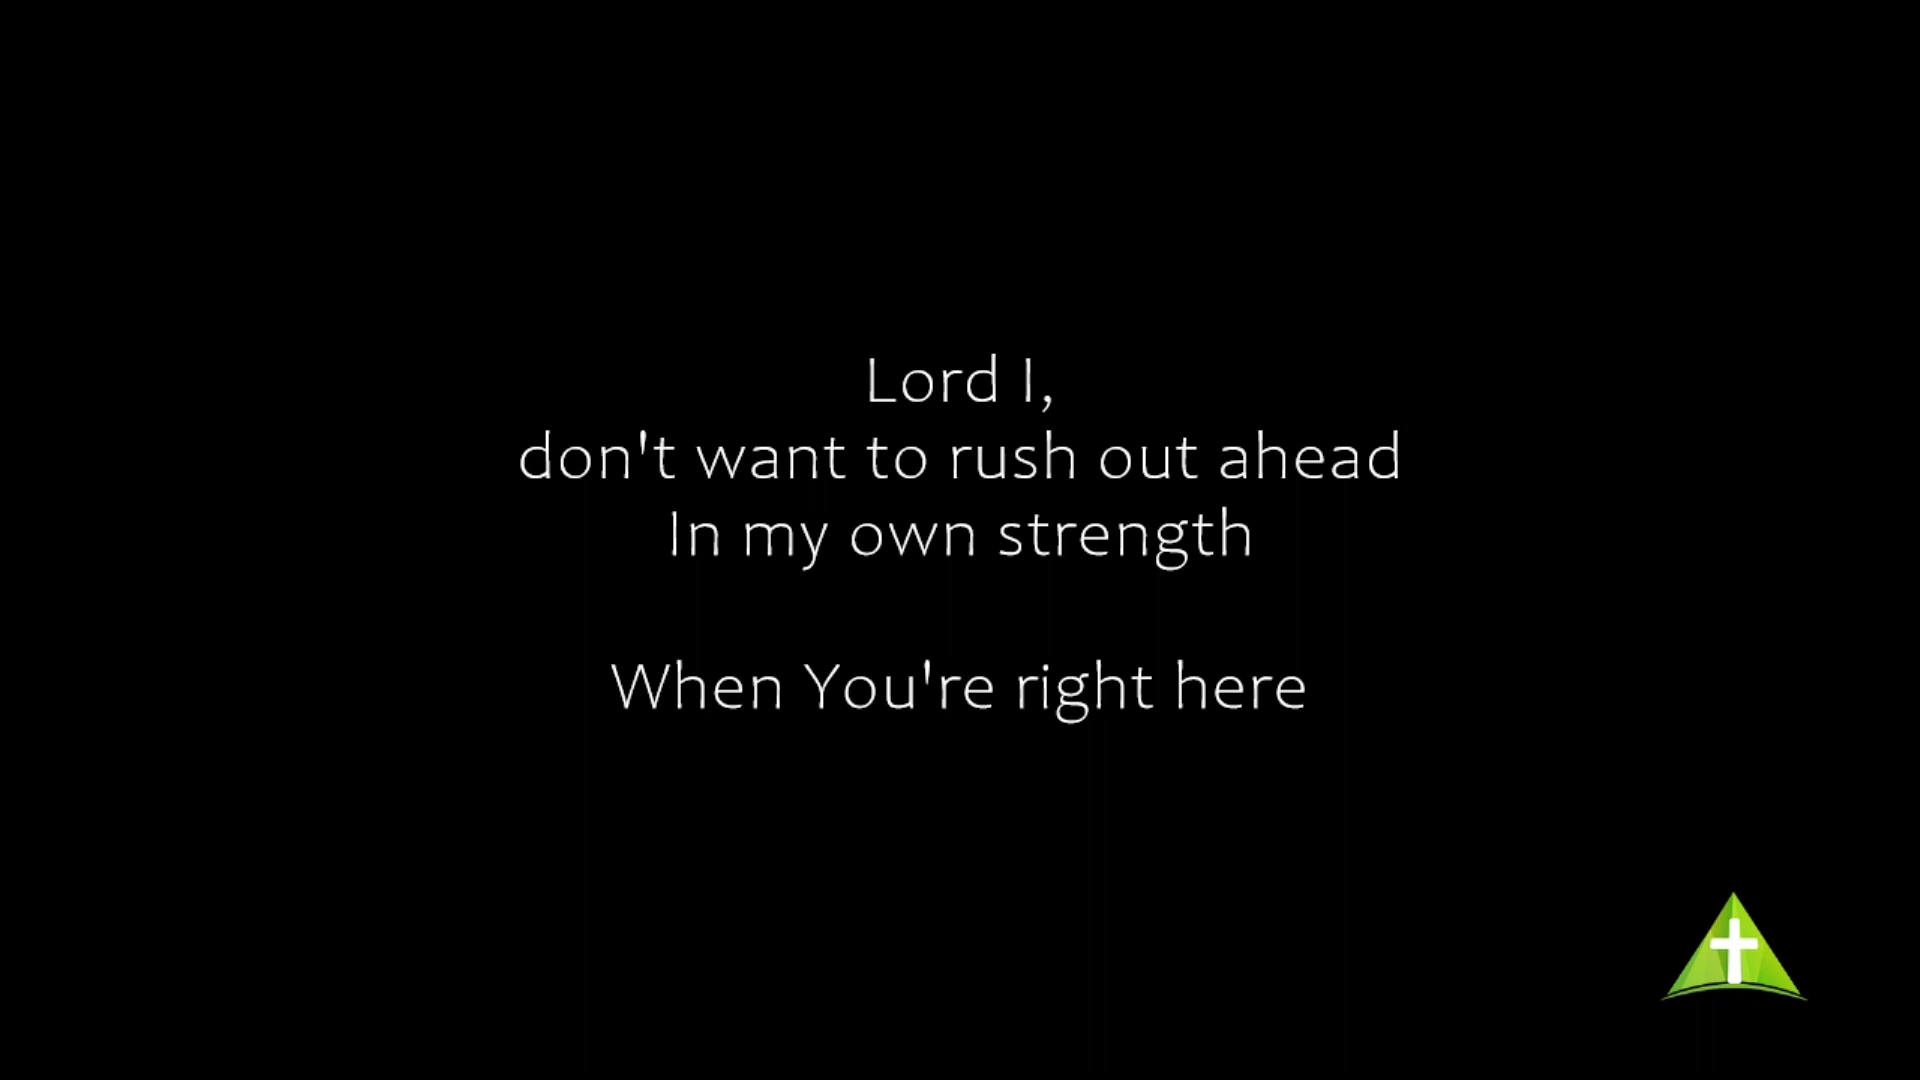 Lord I,
don't want to rush out ahead
In my own strength
When You're right here